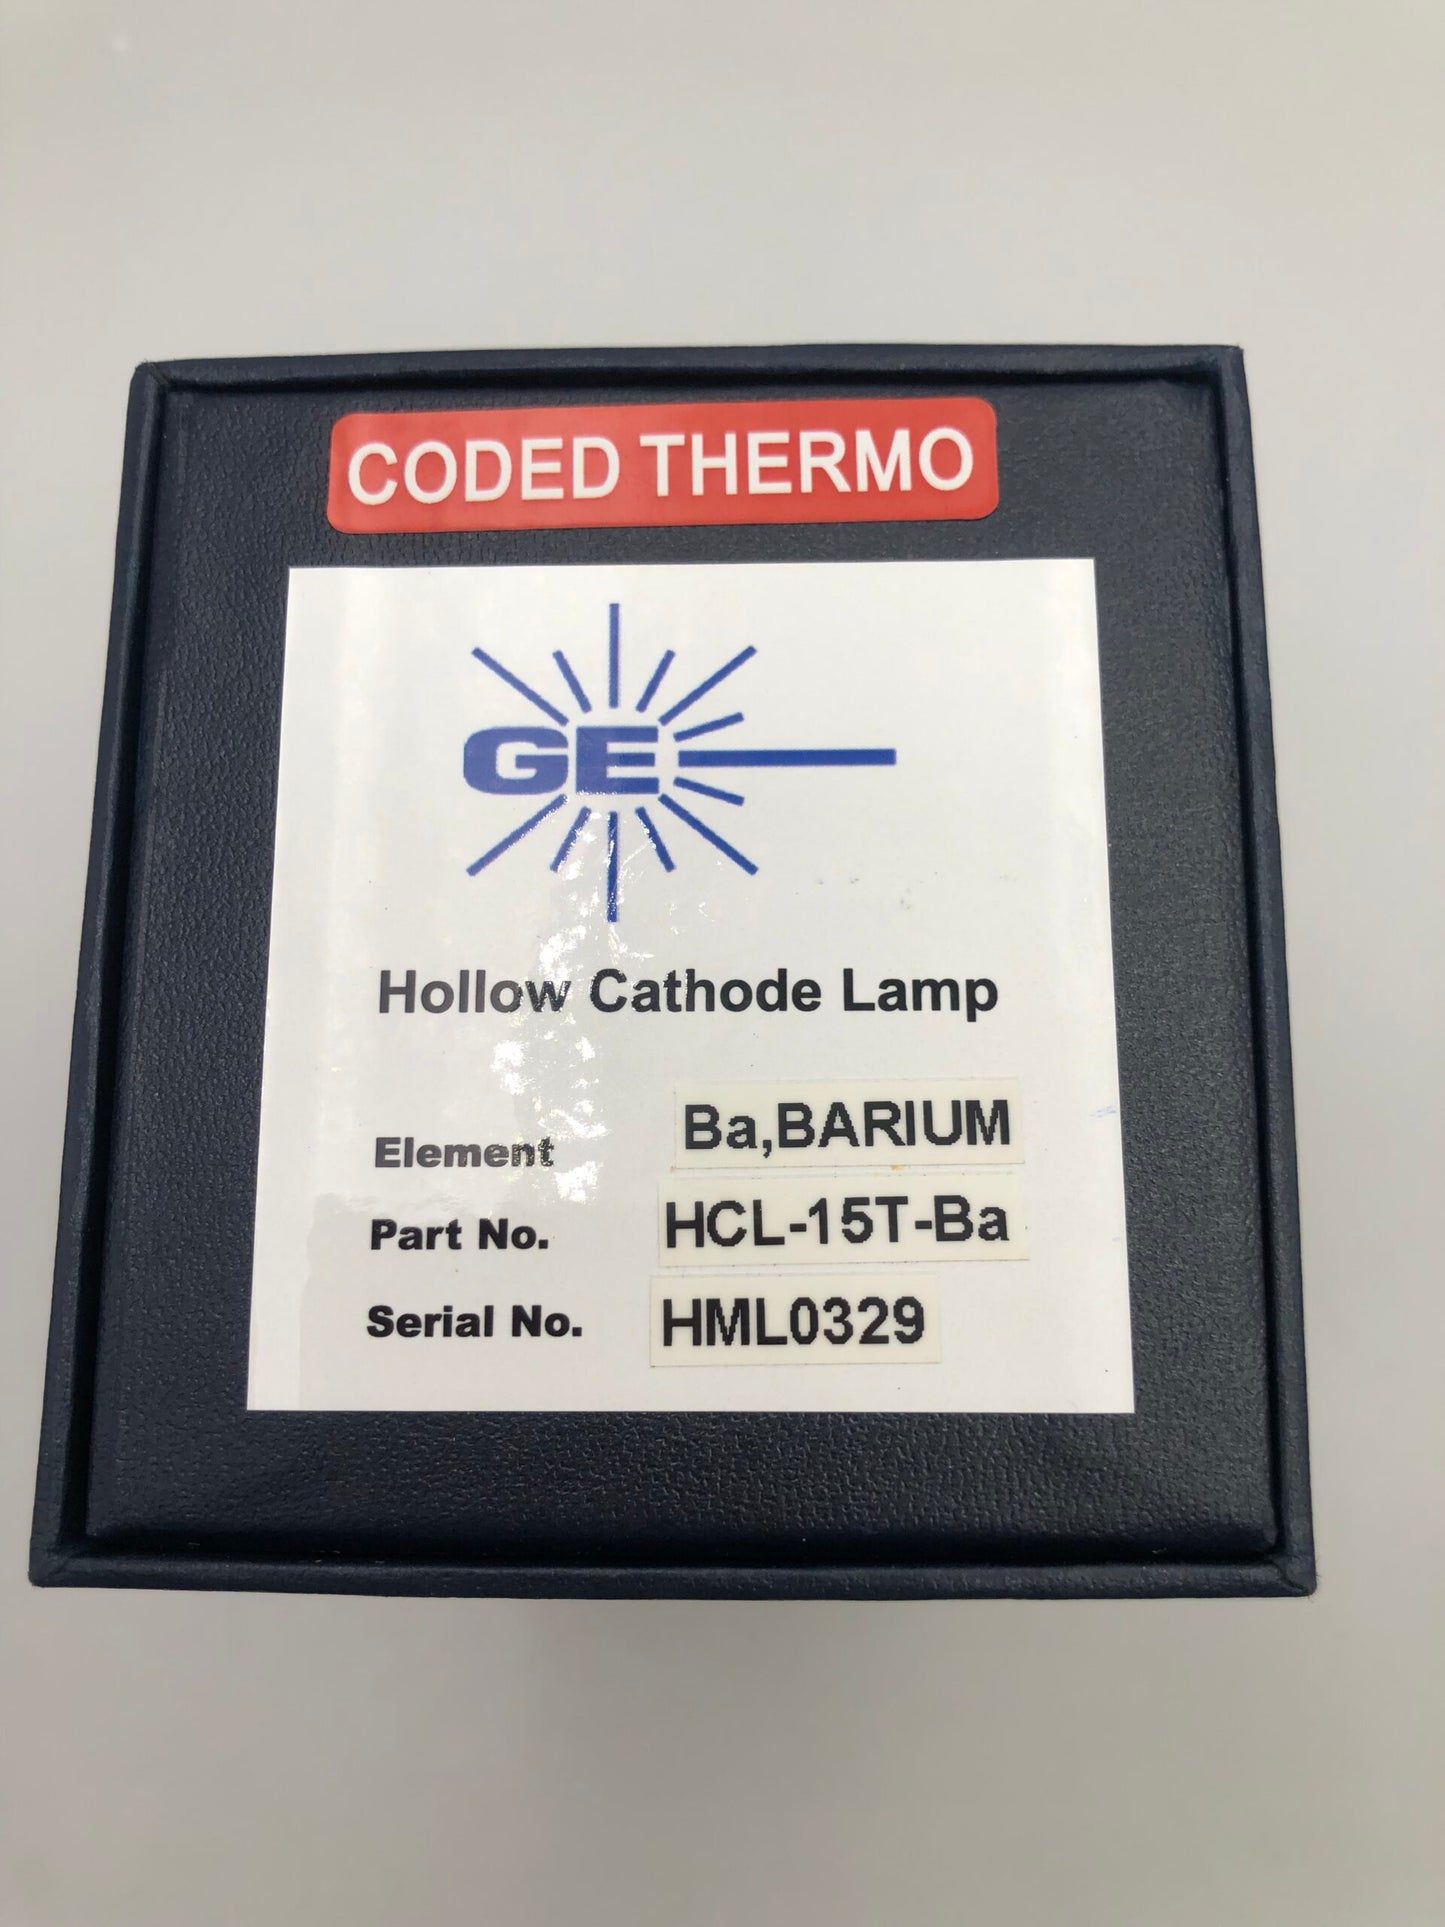 CODED THERMO
GE
Hollow Cathode Lamp
Element Ba,BARIUM
Part No. HCL-15T-Ba
Serial No. HML0329